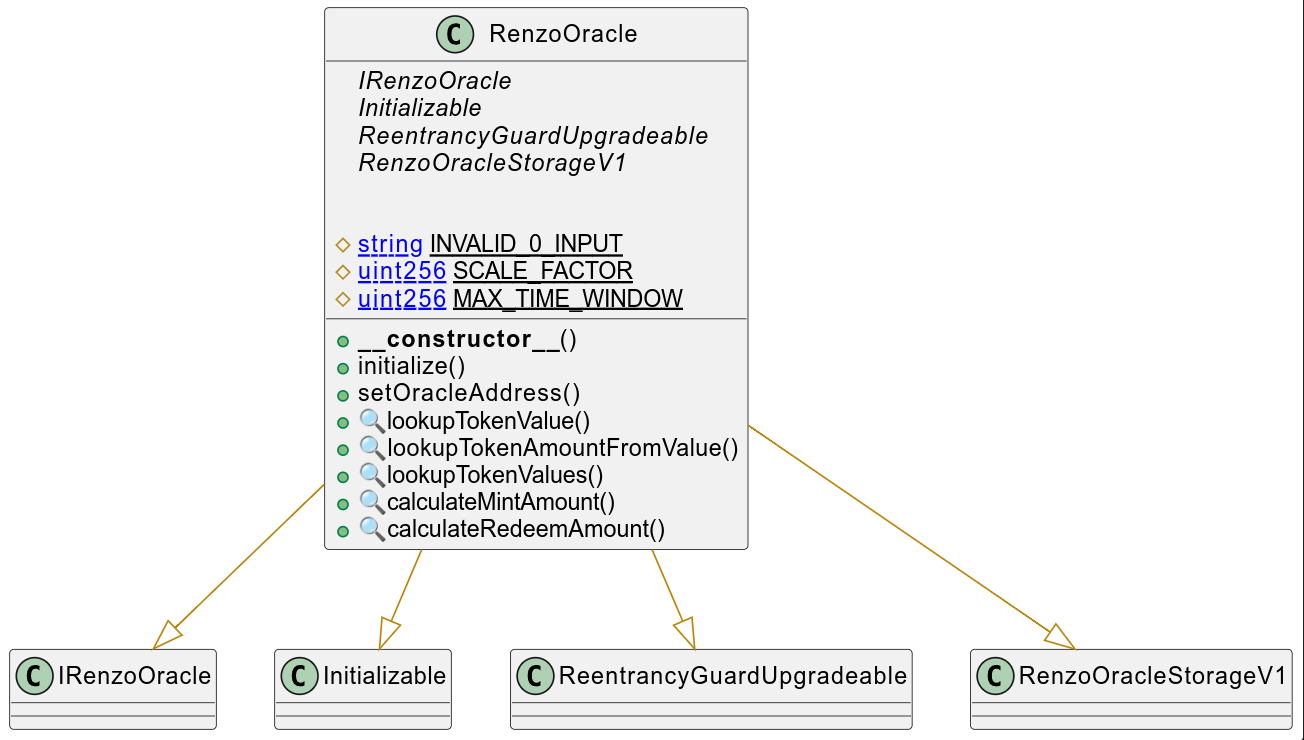 C RenzoOracle
IRenzoOracle
Initializable
ReentrancyGuardUpgradeable
RenzoOracleStorageV1
string INVALID_0_INPUT
uint256 SCALE_FACTOR
uint256 MAX_TIME_WINDOW
__constructor__()
initialize()
setOracleAddress()
🔍lookupTokenValue()
🔍lookupTokenAmountFromValue()
🔍lookupTokenValues()
🔍calculateMintAmount()
🔍calculateRedeemAmount()
C IRenzoOracle
C Initializable
C ReentrancyGuardUpgradeable
C RenzoOracleStorageV1